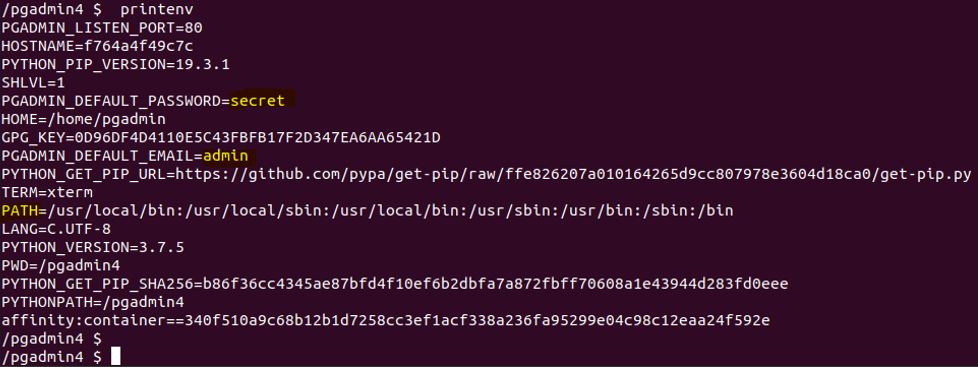 /pgadmin4 $  printenv
PGADMIN_LISTEN_PORT=80
HOSTNAME=f764a4f49c7c
PYTHON_PIP_VERSION=19.3.1
SHLVL=1
PGADMIN_DEFAULT_PASSWORD=secret
HOME=/home/pgadmin
GPG_KEY=0D96DF4D4110E5C43FBFB17F2D347EA6AA65421D
PGADMIN_DEFAULT_EMAIL=admin
PYTHON_GET_PIP_URL=https://github.com/pypa/get-pip/raw/ffe826207a010164265d9cc807978e3604d18ca0/get-pip.py
TERM=xterm
PATH=/usr/local/bin:/usr/local/sbin:/usr/local/bin:/usr/sbin:/usr/bin:/sbin:/bin
LANG=C.UTF-8
PYTHON_VERSION=3.7.5
PWD=/pgadmin4
PYTHON_GET_PIP_SHA256=b86f36cc4345ae87bfd4f10ef6b2dbfa7a872fbff70608a1e43944d283fd0eee
PYTHONPATH=/pgadmin4
affinity:container==340f510a9c68b12b1d7258cc3ef1acf338a236fa95299e04c98c12eaa24f592e
/pgadmin4 $
/pgadmin4 $